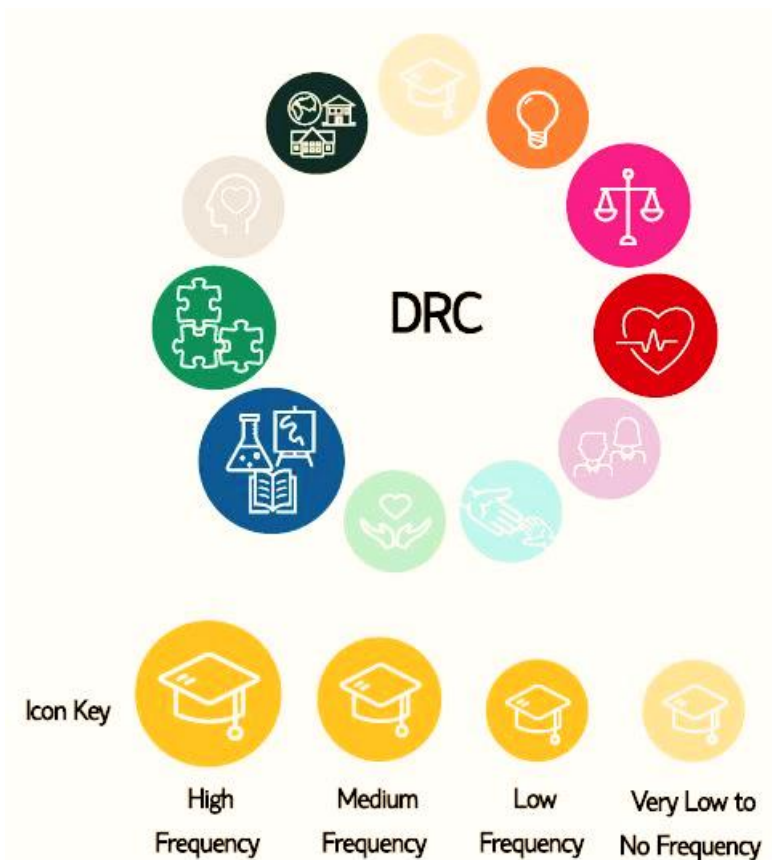 DRC
Icon Key
High
Frequency
Medium
Frequency
Low
Frequency
Very Low to
No Frequency